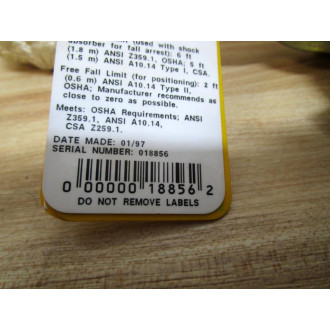 (used with shock
absorber for fall arrest): 6 ft
(1.8 m) ANSI Z359.1, OSHA; 5 ft
(1.5 m) ANSI A10.14 Type I, CSA.
Free Fall Limit (for positioning): 2 ft
(0.6 m) ANSI A10.14 Type II,
OSHA; Manufacturer recommends as
close to zero as possible.
Meets: OSHA Requirements; ANSI
Z359.1, ANSI A10.14,
CSA Z259.1.
DATE MADE: 01/97
SERIAL NUMBER: 018856
0 00000 18856 2
DO NOT REMOVE LABELS